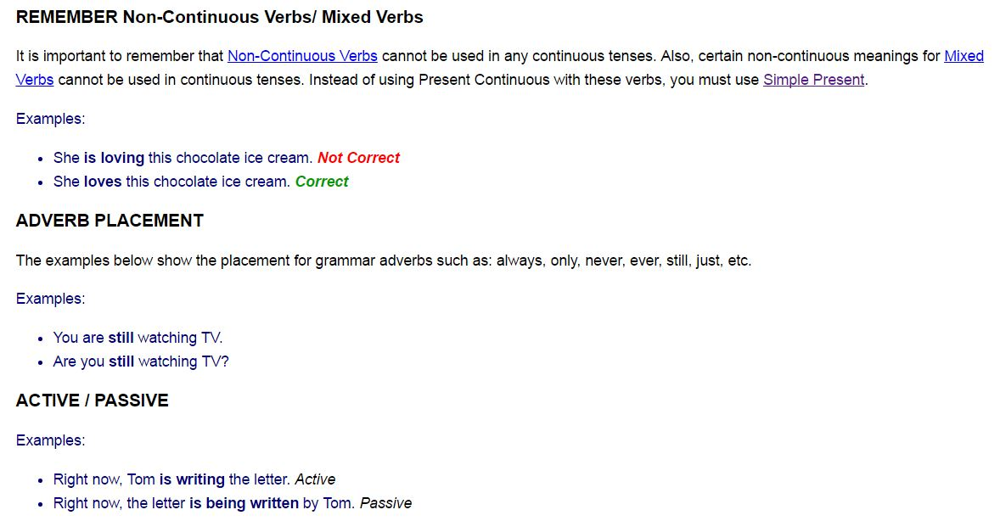 REMEMBER Non-Continuous Verbs/ Mixed Verbs
It is important to remember that Non-Continuous Verbs cannot be used in any continuous tenses. Also, certain non-continuous meanings for Mixed
Verbs cannot be used in continuous tenses. Instead of using Present Continuous with these verbs, you must use Simple Present.
Examples:
• She is loving this chocolate ice cream. Not Correct
• She loves this chocolate ice cream. Correct
ADVERB PLACEMENT
The examples below show the placement for grammar adverbs such as: always, only, never, ever, still, just, etc.
Examples:
• You are still watching TV.
• Are you still watching TV?
ACTIVE / PASSIVE
Examples:
• Right now, Tom is writing the letter. Active
• Right now, the letter is being written by Tom. Passive